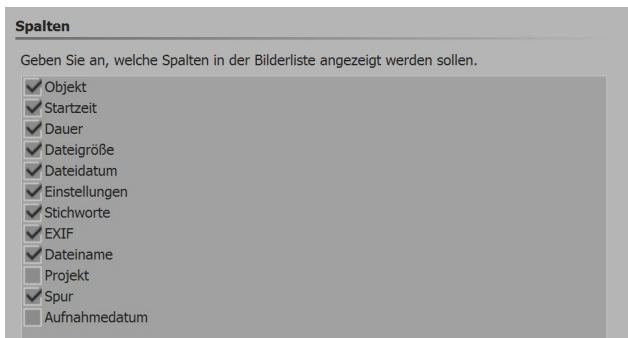 Spalten
Geben Sie an, welche Spalten in der Bilderliste angezeigt werden sollen.
Objekt
Startzeit
Dauer
Dateigröße
Dateidatum
Einstellungen
Stichworte
EXIF
Dateiname
Projekt
Spur
Aufnahmedatum